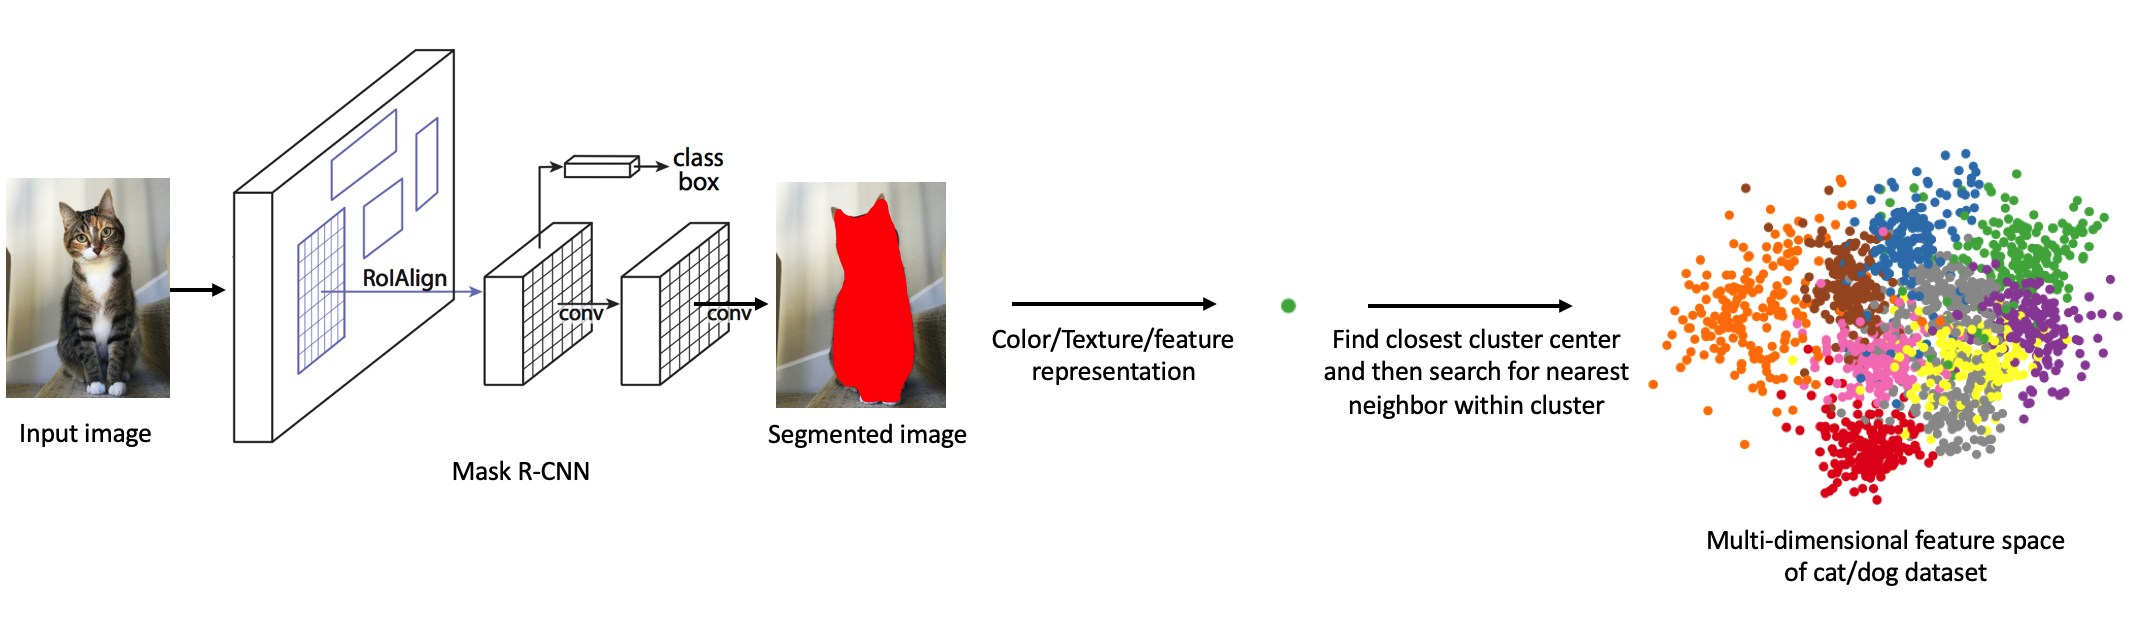 Input image
RoIAlign
class
box
conv
conv
Mask R-CNN
Segmented image
Color/Texture/feature
representation
Find closest cluster center
and then search for nearest
neighbor within cluster
Multi-dimensional feature space
of cat/dog dataset